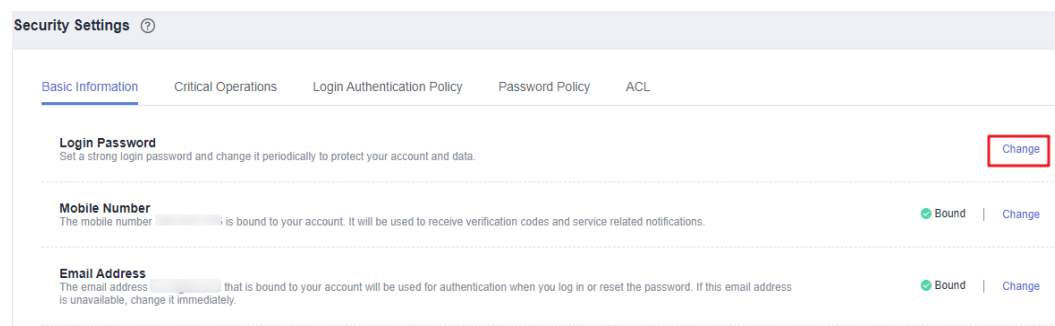 Security Settings ?
Basic Information Critical Operations Login Authentication Policy Password Policy ACL
Login Password
Set a strong login password and change it periodically to protect your account and data.
Change
Mobile Number
The mobile number is bound to your account. It will be used to receive verification codes and service related notifications.
Bound | Change
Email Address
The email address that is bound to your account will be used for authentication when you log in or reset the password. If this email address
is unavailable, change it immediately.
Bound | Change